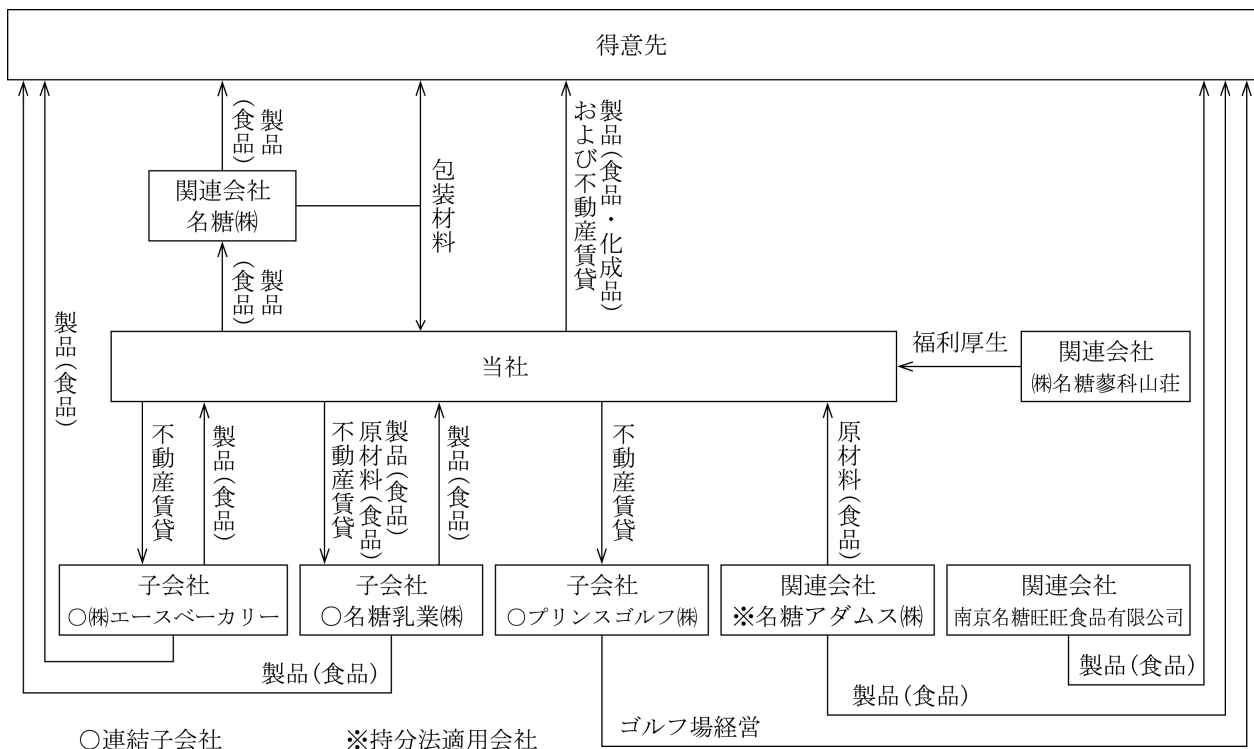 得意先
製品
(食品)
包装材料
製品(食品・化成品)
および不動産賃貸
関連会社
名糖㈱
製品
(食品)
製品(食品)
当社
福利厚生
関連会社
㈱名糖蓼科山荘
不動産賃貸
製品(食品)
製品(食品)
原材料(食品)
不動産賃貸
製品(食品)
不動産賃貸
原材料(食品)
子会社
○㈱エースベーカリー
子会社
○名糖乳業㈱
子会社
○プリンスゴルフ㈱
関連会社
※名糖アダムス㈱
関連会社
南京名糖旺旺食品有限公司
製品(食品)
製品(食品)
製品(食品)
ゴルフ場経営
○連結子会社
※持分法適用会社